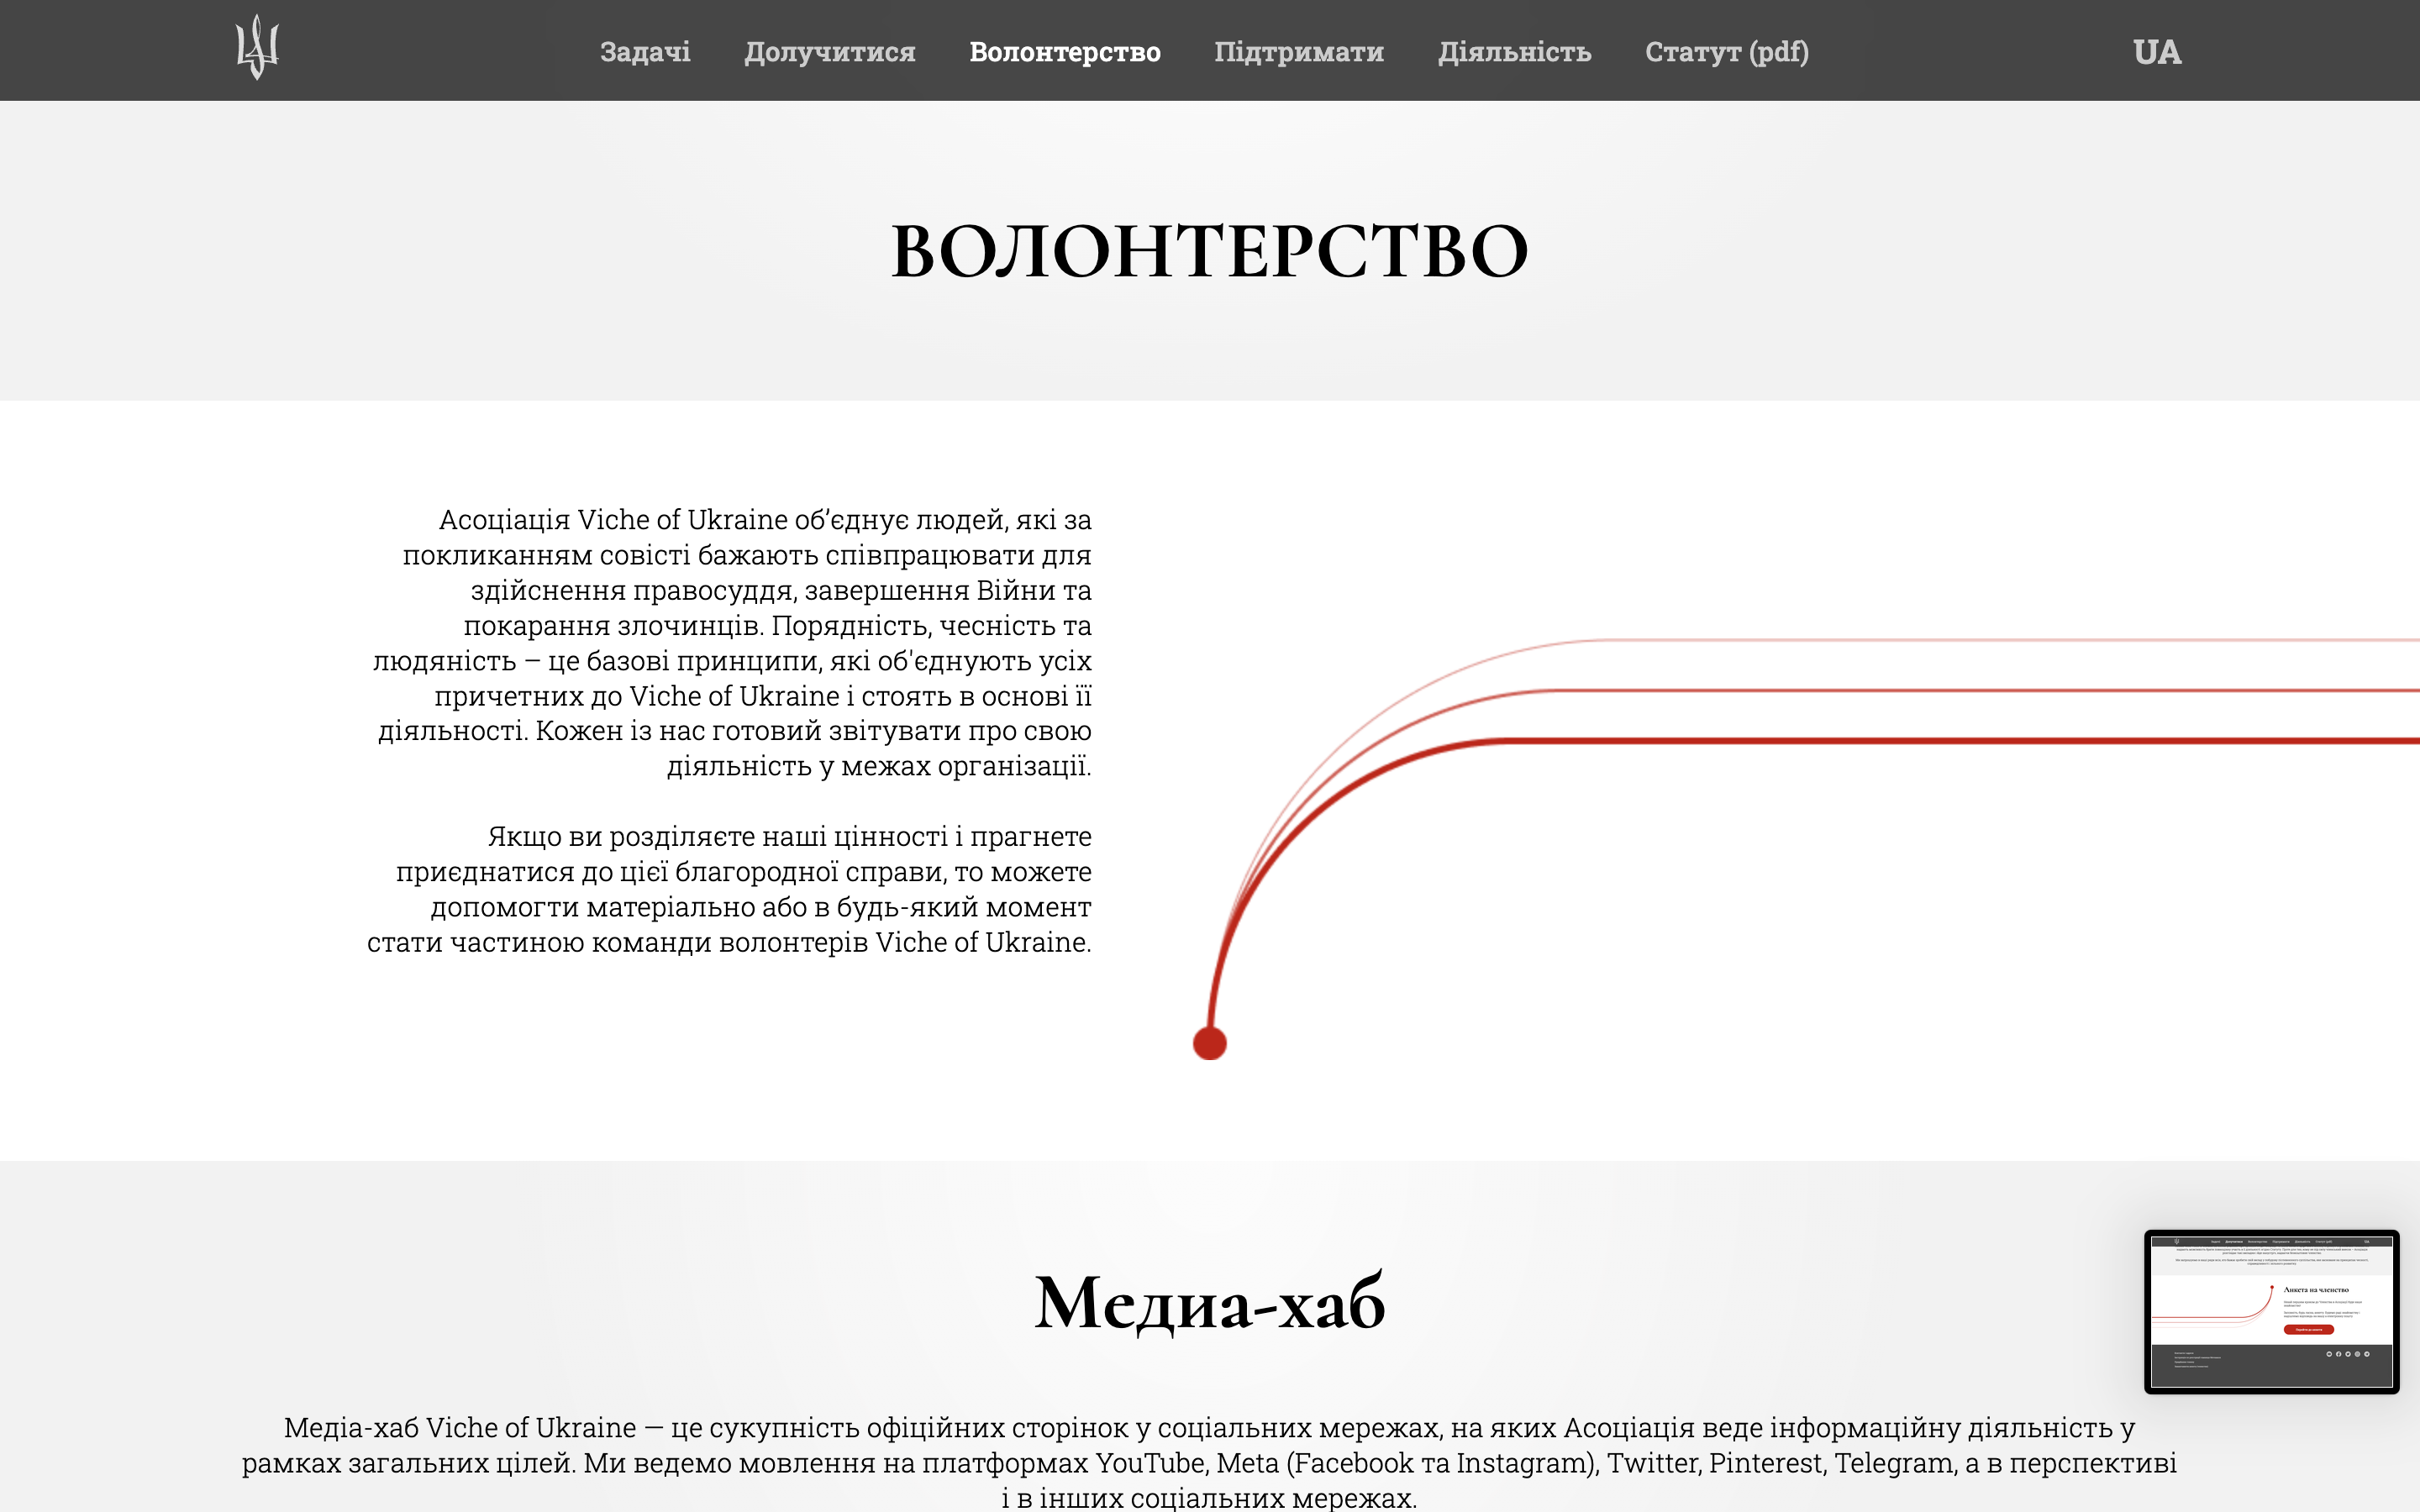 Задачі Долучитися Волонтерство Підтримати Діяльність Статут (pdf) UA
ВОЛОНТЕРСТВО
Асоціація Viche of Ukraine об’єднує людей, які за
покликанням совісті бажають співпрацювати для
здійснення правосуддя, завершення Війни та
покарання злочинців. Порядність, чесність та
людяність – це базові принципи, які об'єднують усіх
причетних до Viche of Ukraine і стоять в основі її
діяльності. Кожен із нас готовий звітувати про свою
діяльність у межах організації.
Якщо ви розділяєте наші цінності і прагнете
приєднатися до цієї благородної справи, то можете
допомогти матеріально або в будь-який момент
стати частиною команди волонтерів Viche of Ukraine.
Медиа-хаб
Медіа-хаб Viche of Ukraine — це сукупність офіційних сторінок у соціальних мережах, на яких Асоціація веде інформаційну діяльність у
рамках загальних цілей. Ми ведемо мовлення на платформах YouTube, Meta (Facebook та Instagram), Twitter, Pinterest, Telegram, а в перспективі
і в інших соціальних мережах.
Анкета на членство